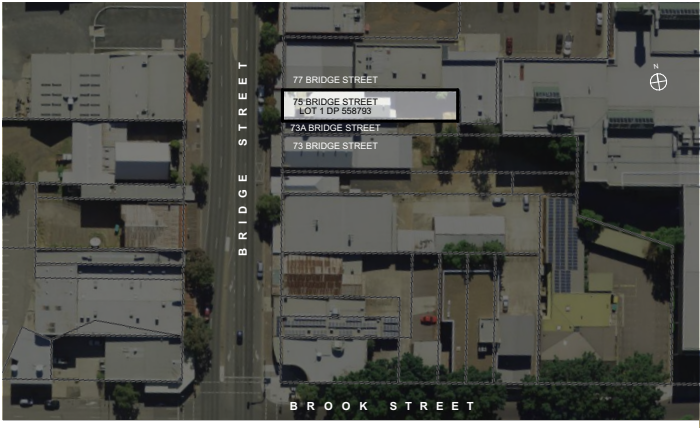 N
77 BRIDGE STREET
75 BRIDGE STREET
LOT 1 DP 558793
73A BRIDGE STREET
73 BRIDGE STREET
BRIDGE STREET
BROOK STREET